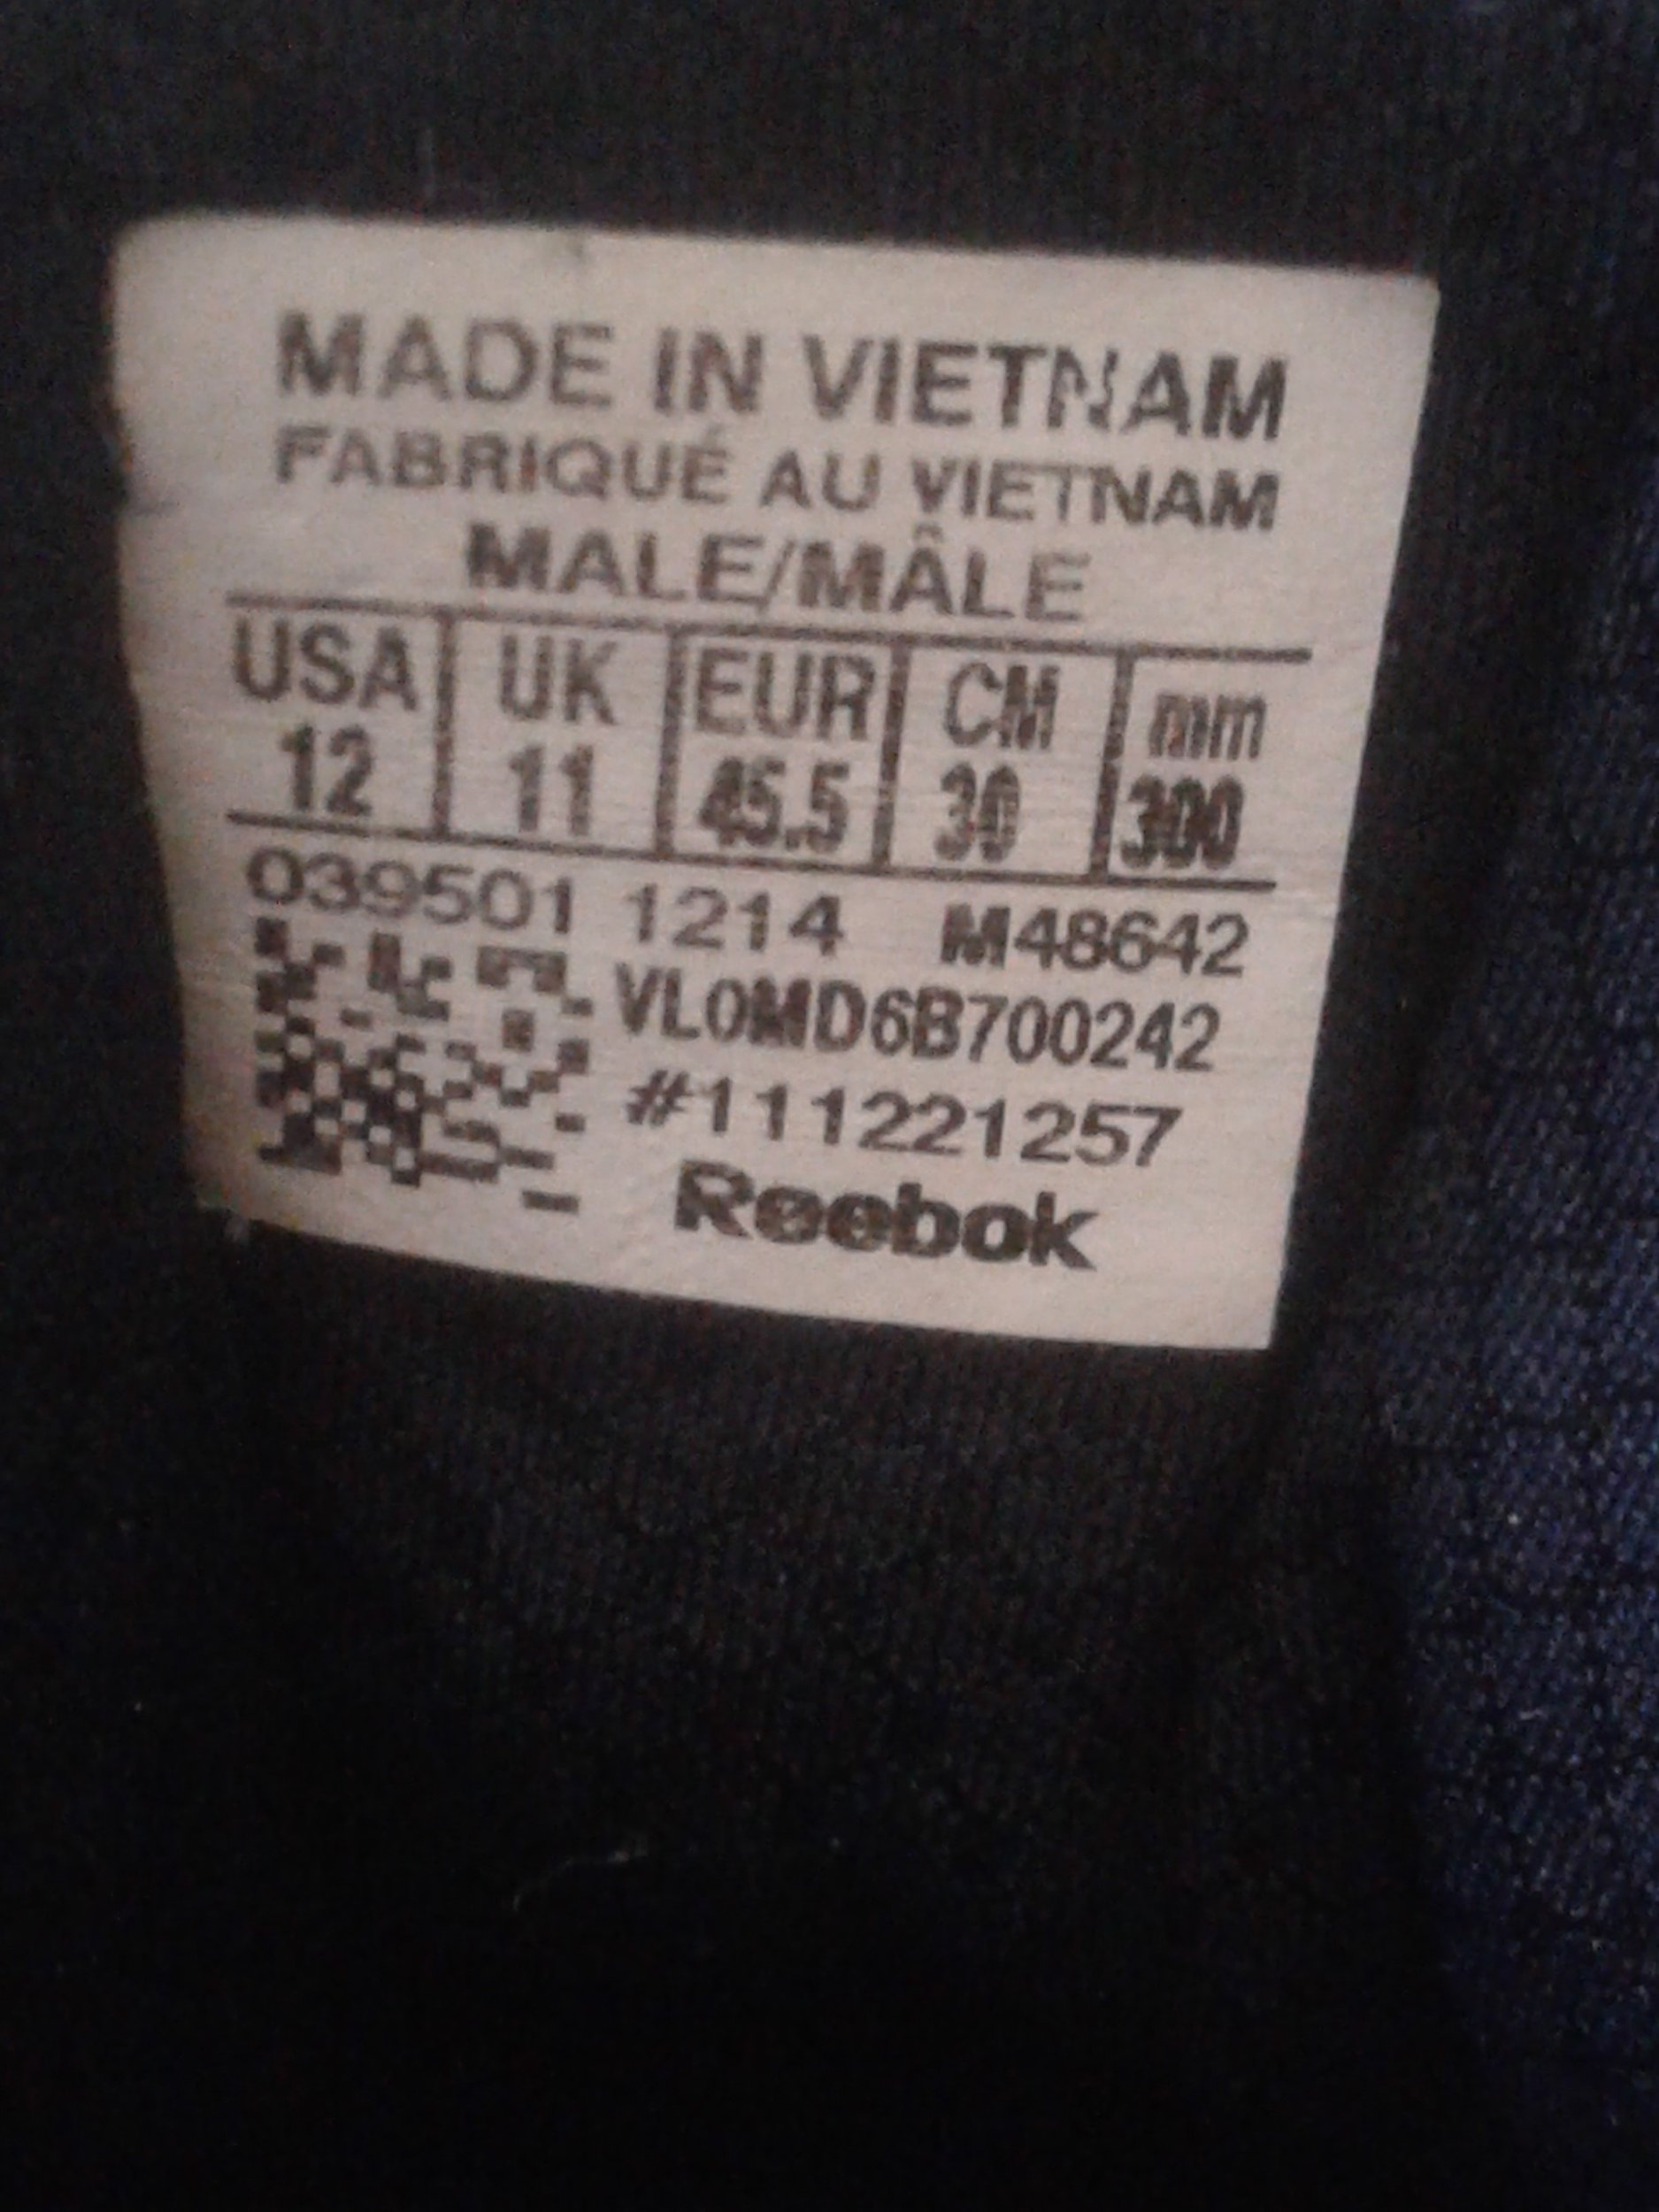 MADE IN VIETNAM
FABRIQUÉ AU VIETNAM
MALE/MÂLE
USA UK EUR CM mm
12 11 45.5 30 300
039501 1214 M48642
VL0MD6B700242
#111221257
Reebok